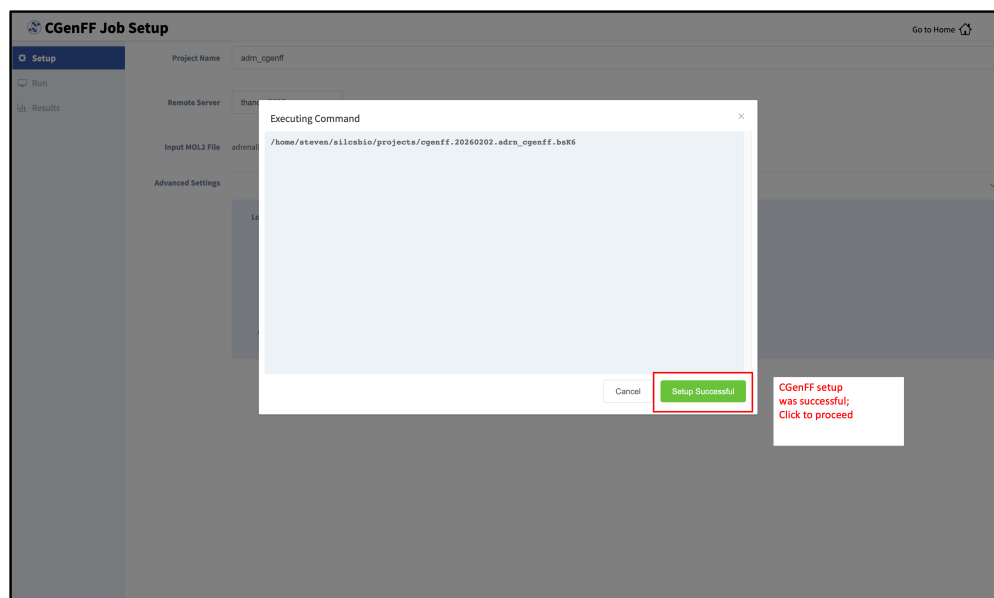 CGenFF Job Setup
Go to Home
Setup
Run
Results
Project Name
adm_cgenff
Remote Server
Input MOL2 File
Advanced Settings
Executing Command
/home/steven/silcsbio/projects/cgenff.20260202.adrn_cgenff.bsK6
Cancel
Setup Successful
CGenFF setup
was successful;
Click to proceed